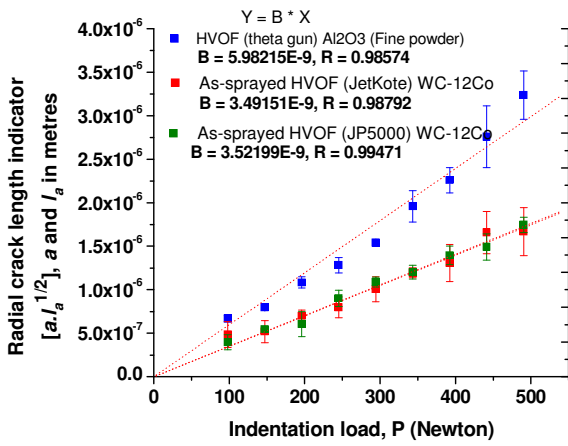 Y = B * X
HVOF (theta gun) Al2O3 (Fine powder)
B = 5.98215E-9, R = 0.98574
As-sprayed HVOF (JetKote) WC-12Co
B = 3.49151E-9, R = 0.98792
As-sprayed HVOF (JP5000) WC-12Co
B = 3.52199E-9, R = 0.99471
4.0x10⁻⁶
3.5x10⁻⁶
3.0x10⁻⁶
2.5x10⁻⁶
2.0x10⁻⁶
1.5x10⁻⁶
1.0x10⁻⁶
5.0x10⁻⁷
0.0
Radial crack length indicator
[a.lₐ^1/2], a and lₐ in metres
0 100 200 300 400 500
Indentation load, P (Newton)